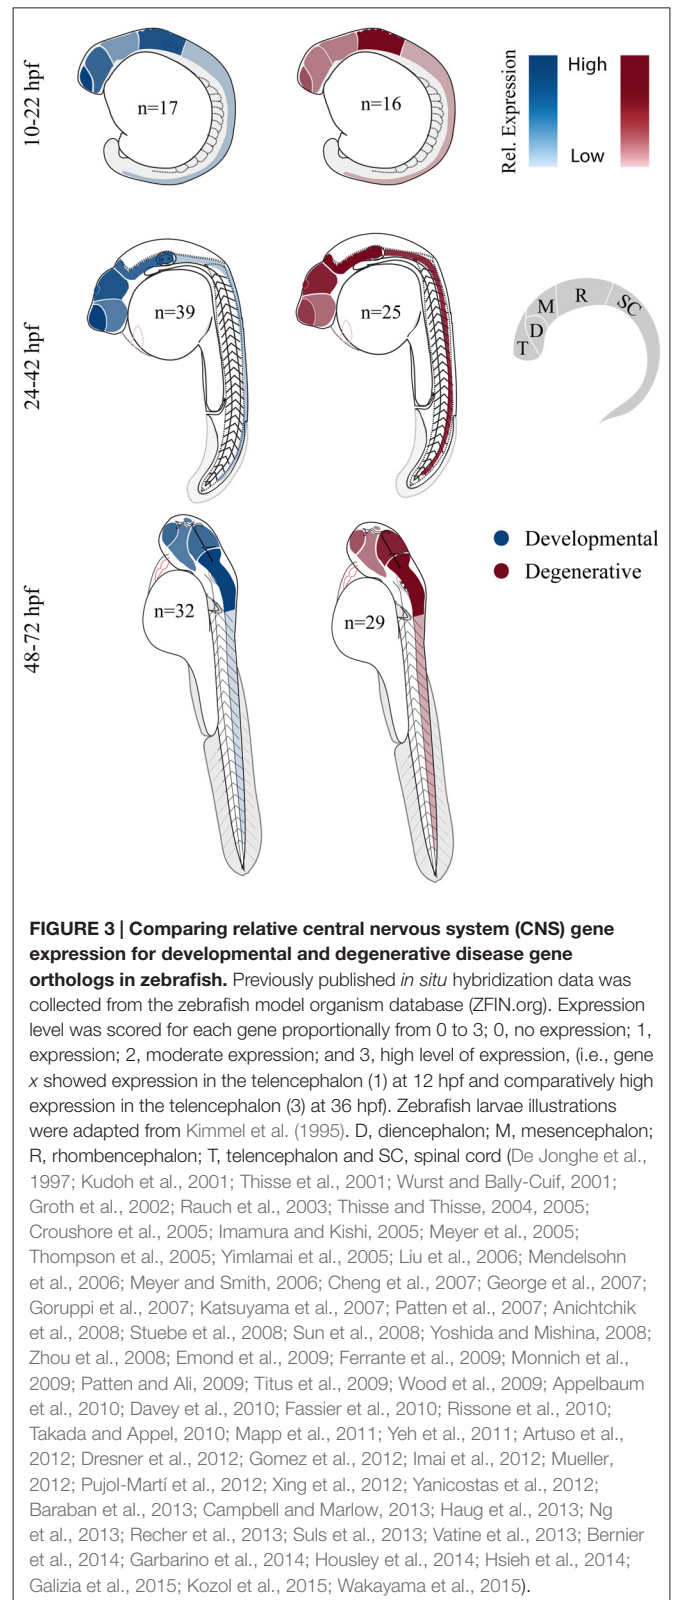 10-22 hpf
n=17
n=16
Rel. Expression
High
Low
24-42 hpf
n=39
n=25
T
D
M
R
SC
48-72 hpf
n=32
n=29
Developmental
Degenerative
FIGURE 3 | Comparing relative central nervous system (CNS) gene
expression for developmental and degenerative disease gene
orthologs in zebrafish. Previously published in situ hybridization data was
collected from the zebrafish model organism database (ZFIN.org). Expression
level was scored for each gene proportionally from 0 to 3; 0, no expression; 1,
expression; 2, moderate expression; and 3, high level of expression, (i.e., gene
x showed expression in the telencephalon (1) at 12 hpf and comparatively high
expression in the telencephalon (3) at 36 hpf). Zebrafish larvae illustrations
were adapted from Kimmel et al. (1995). D, diencephalon; M, mesencephalon;
R, rhombencephalon; T, telencephalon and SC, spinal cord (De Jonghe et al.,
1997; Kudoh et al., 2001; Thisse et al., 2001; Wurst and Bally-Cuif, 2001;
Groth et al., 2002; Rauch et al., 2003; Thisse and Thisse, 2004, 2005;
Croushore et al., 2005; Imamura and Kishi, 2005; Meyer et al., 2005;
Thompson et al., 2005; Yimlamai et al., 2005; Liu et al., 2006; Mendelsohn
et al., 2006; Meyer and Smith, 2006; Cheng et al., 2007; George et al., 2007;
Goruppi et al., 2007; Katsuyama et al., 2007; Patten et al., 2007; Anichtchik
et al., 2008; Stuebe et al., 2008; Sun et al., 2008; Yoshida and Mishina, 2008;
Zhou et al., 2008; Emond et al., 2009; Ferrante et al., 2009; Monnich et al.,
2009; Patten and Ali, 2009; Titus et al., 2009; Wood et al., 2009; Appelbaum
et al., 2010; Davey et al., 2010; Fassier et al., 2010; Rissone et al., 2010;
Takada and Appel, 2010; Mapp et al., 2011; Yeh et al., 2011; Artuso et al.,
2012; Dresner et al., 2012; Gomez et al., 2012; Imai et al., 2012; Mueller,
2012; Pujol-Martí et al., 2012; Xing et al., 2012; Yanicostas et al., 2012;
Baraban et al., 2013; Campbell and Marlow, 2013; Haug et al., 2013; Ng
et al., 2013; Recher et al., 2013; Suls et al., 2013; Vatine et al., 2013; Bernier
et al., 2014; Garbarino et al., 2014; Housley et al., 2014; Hsieh et al., 2014;
Galizia et al., 2015; Kozol et al., 2015; Wakayama et al., 2015).